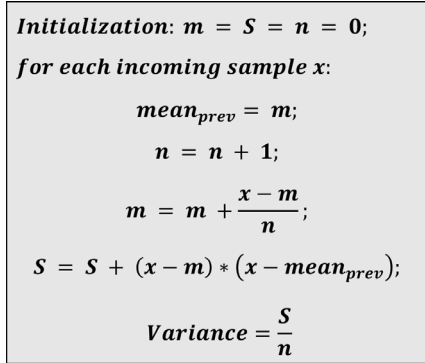 Initialization: m = S = n = 0;
for each incoming sample x:
mean_prev = m;
n = n + 1;
m = m + (x − m)/n;
S = S + (x − m) * (x − mean_prev);
Variance = S/n